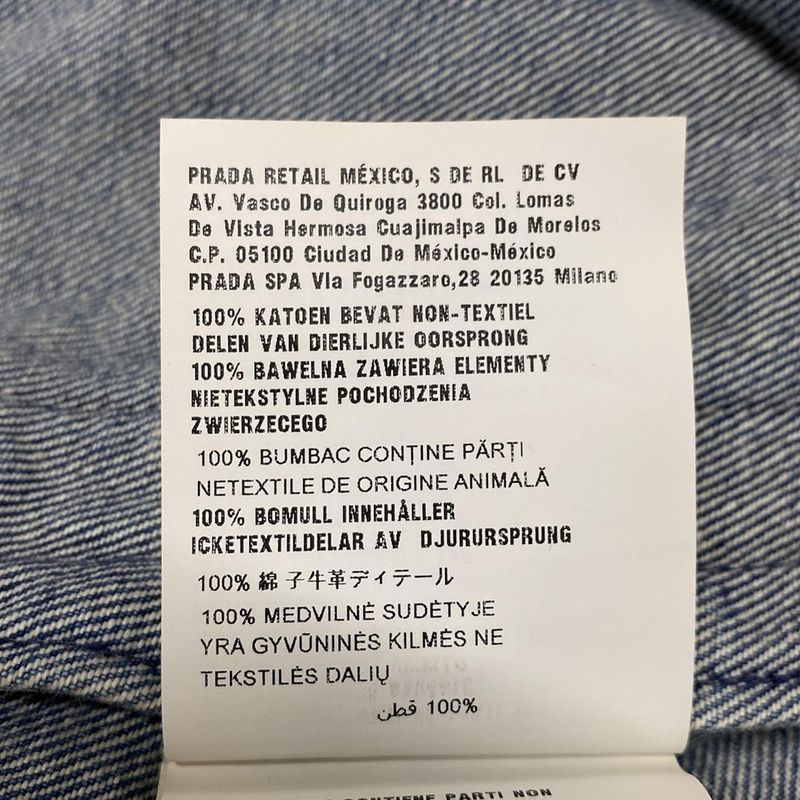 PRADA RETAIL MÉXICO, S DE RL DE CV
AV. Vasco De Quiroga 3800 Col. Lomas
De Vista Hermosa Cuajimalpa De Morelos
C.P. 05100 Ciudad De México-México
PRADA SPA Via Fogazzaro,28 20135 Milano
100% KATOEN BEVAT NON-TEXTIEL
DELEN VAN DIERLIJKE OORSPRONG
100% BAWELNA ZAWIERA ELEMENTY
NIETEKSTYLNE POCHODZENIA
ZWIERZECEGO
100% BUMBAC CONȚINE PĂRȚI
NETEXTILE DE ORIGINE ANIMALĂ
100% BOMULL INNEHÅLLER
ICKETEXTILDELAR AV DJURURSPRUNG
100% 綿 子牛革ディテール
100% MEDVILNĖ SUDĖTYJE
YRA GYVŪNINĖS KILMĖS NE
TEKSTILĖS DALIŲ
100% قطن
CONTIENE PARTI NON